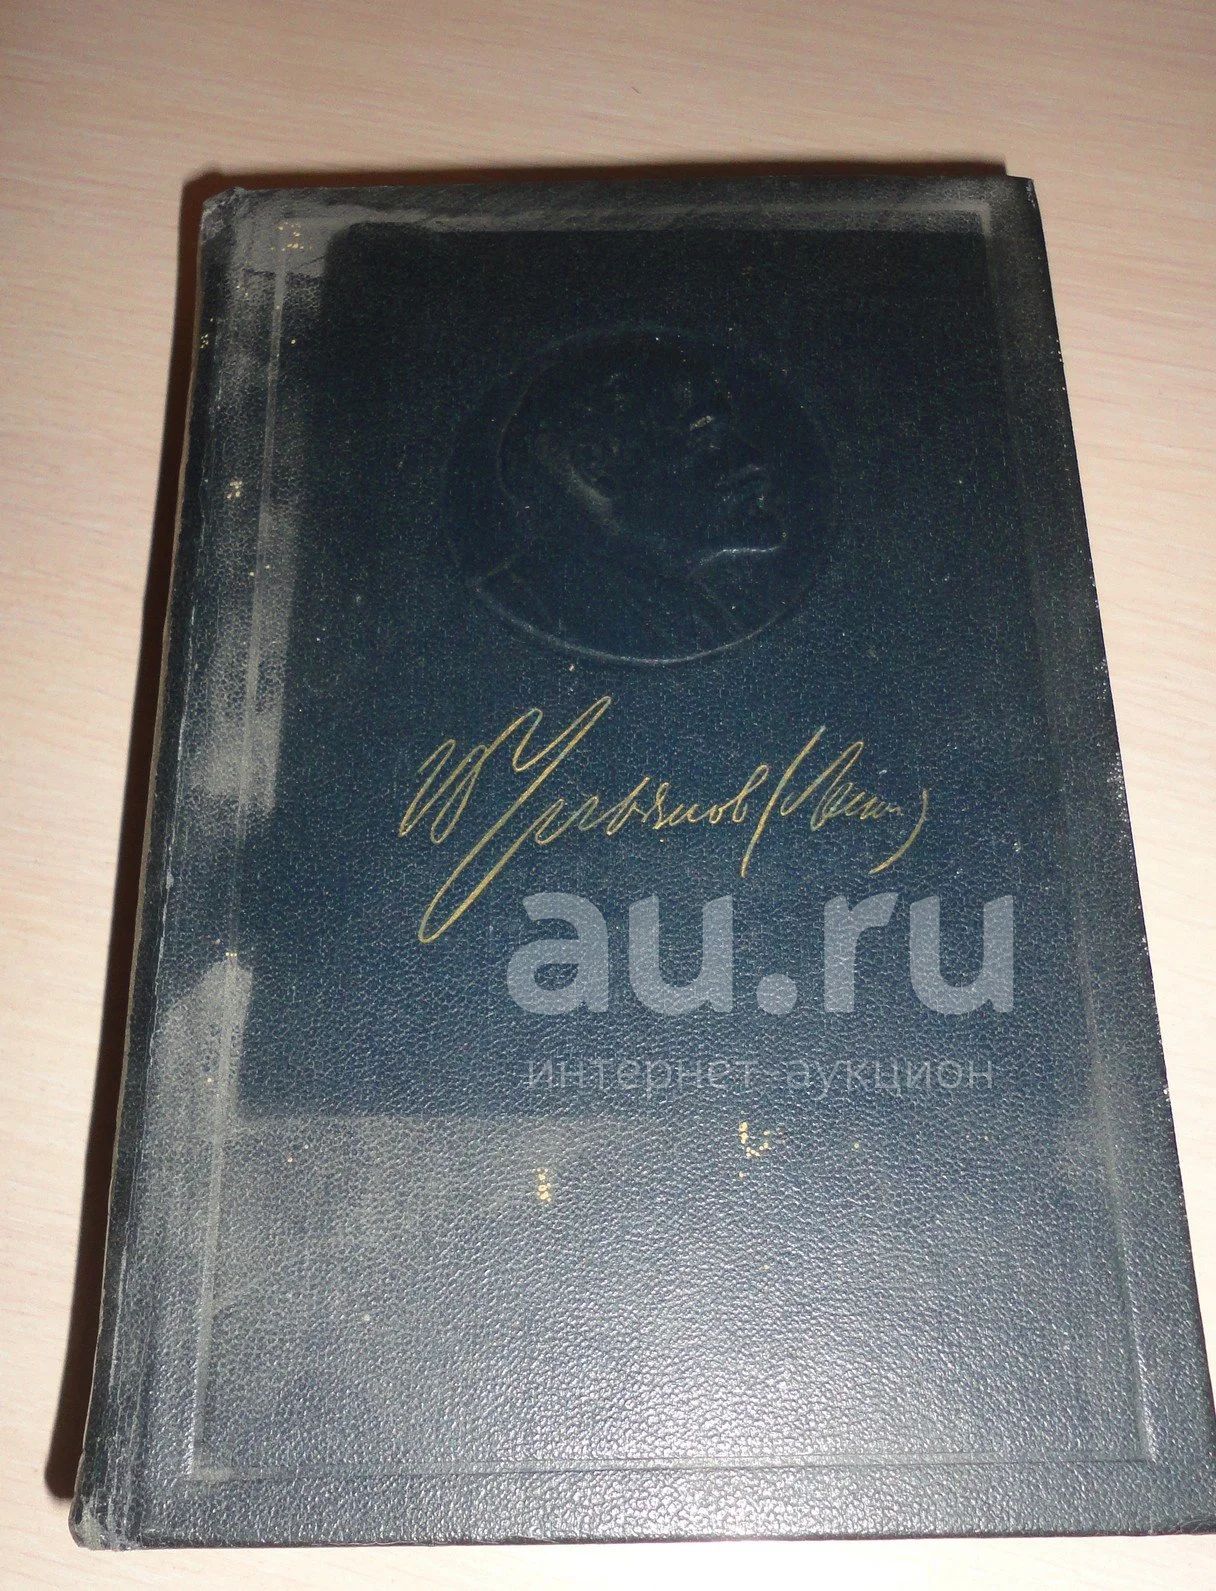 В Ульянов (Ленин)
au.ru
интернет аукцион